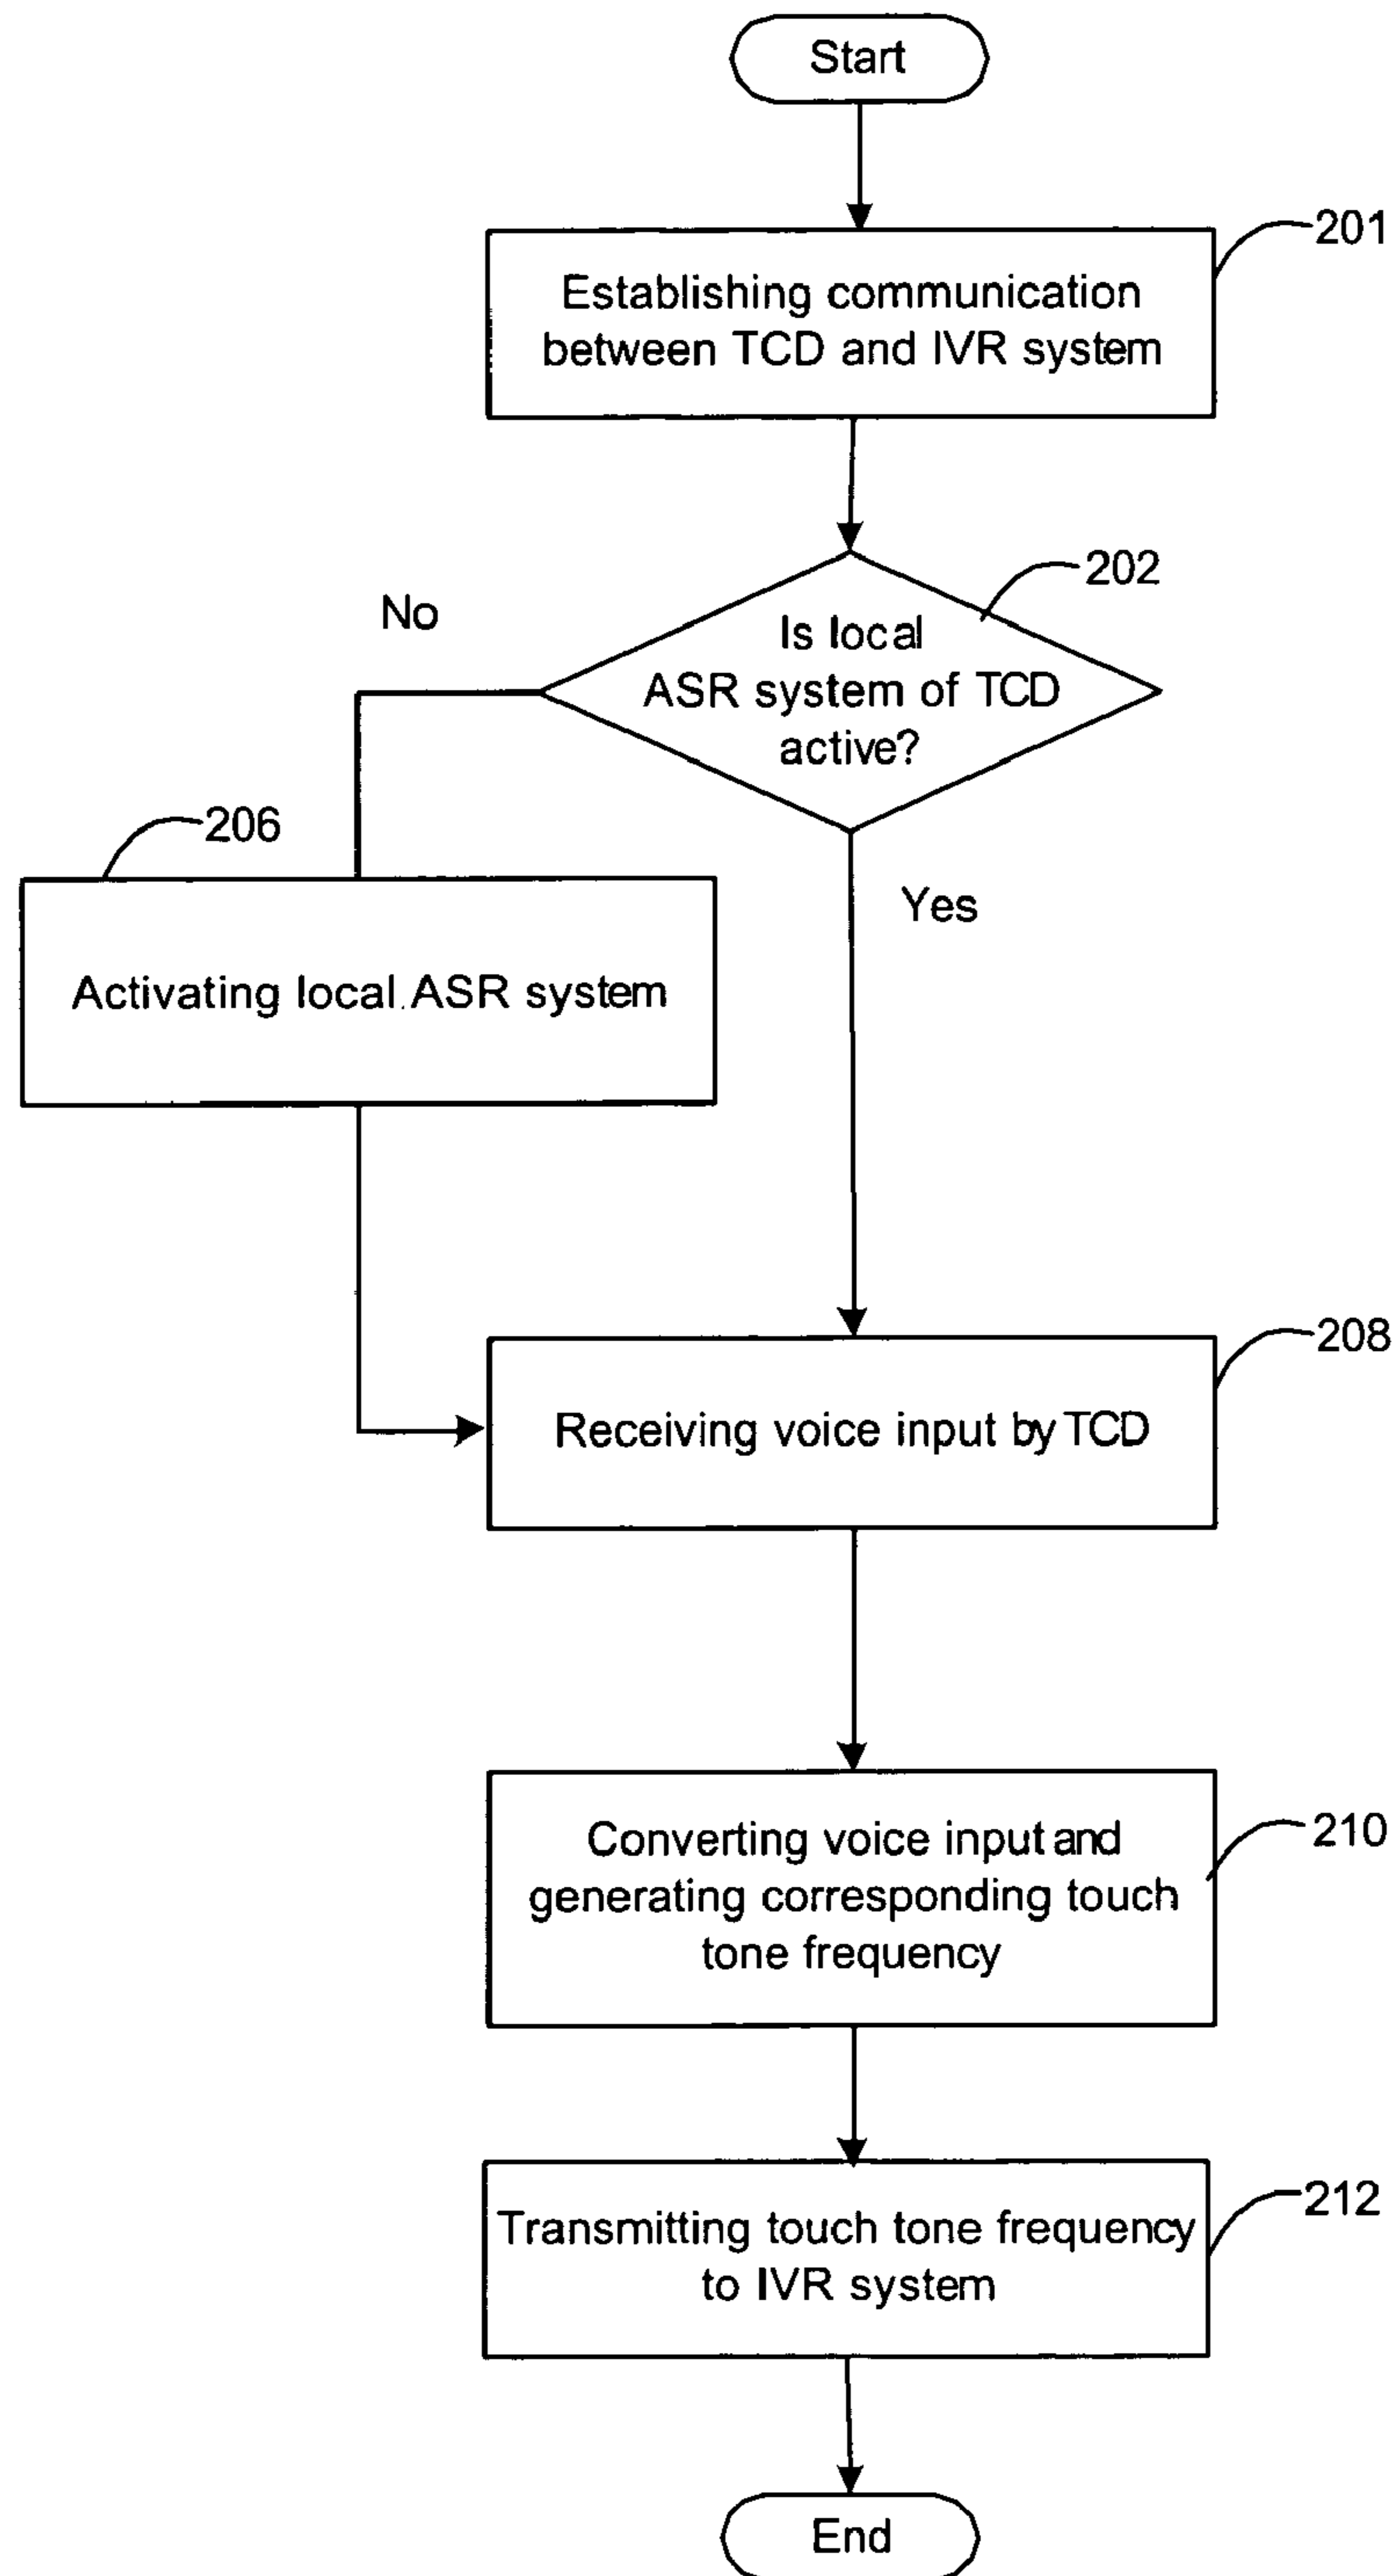 Start
201
Establishing communication
between TCD and IVR system
202
No
Is local
ASR system of TCD
active?
206
Yes
Activating local ASR system
208
Receiving voice input by TCD
210
Converting voice input and
generating corresponding touch
tone frequency
212
Transmitting touch tone frequency
to IVR system
End